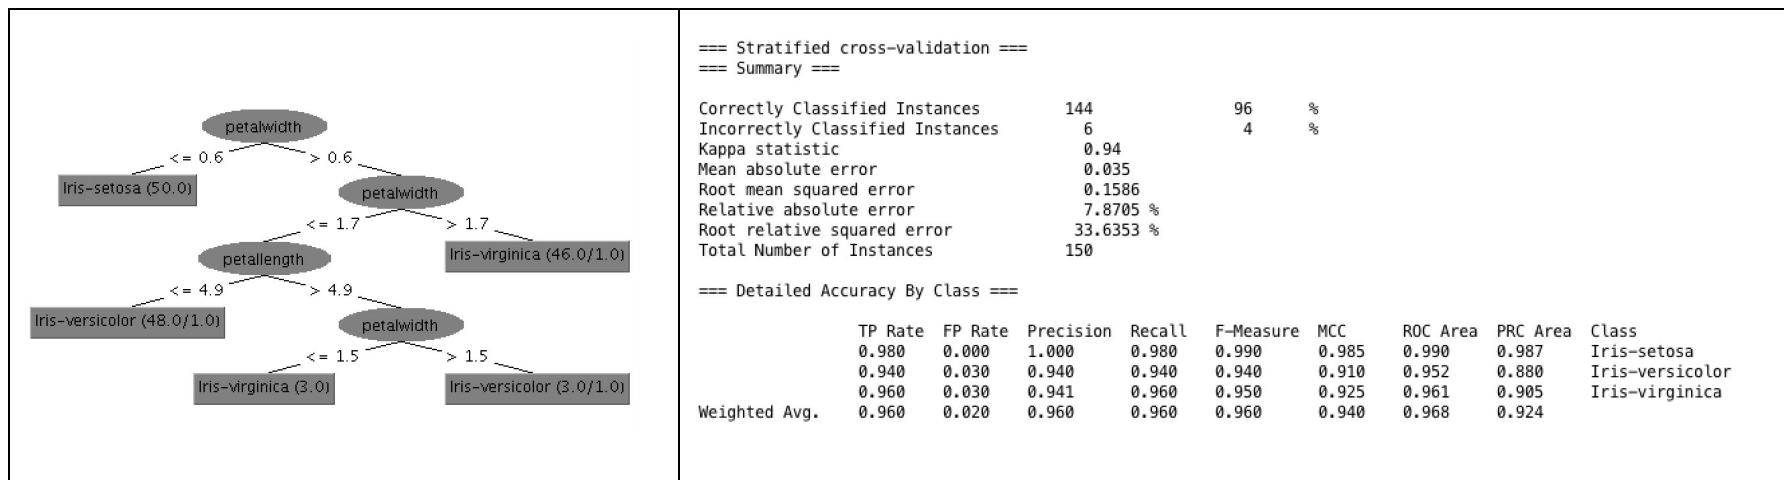 petalwidth
<= 0.6 > 0.6
Iris-setosa (50.0)
petalwidth
<= 1.7 > 1.7
petallength
Iris-virginica (46.0/1.0)
<= 4.9 > 4.9
Iris-versicolor (48.0/1.0)
petalwidth
<= 1.5 > 1.5
Iris-virginica (3.0)
Iris-versicolor (3.0/1.0)
=== Stratified cross-validation ===
=== Summary ===
Correctly Classified Instances 144 96 %
Incorrectly Classified Instances 6 4 %
Kappa statistic 0.94
Mean absolute error 0.035
Root mean squared error 0.1586
Relative absolute error 7.8705 %
Root relative squared error 33.6353 %
Total Number of Instances 150
=== Detailed Accuracy By Class ===
TP Rate FP Rate Precision Recall F-Measure MCC ROC Area PRC Area Class
0.980 0.000 1.000 0.980 0.990 0.985 0.990 0.987 Iris-setosa
0.940 0.030 0.940 0.940 0.940 0.910 0.952 0.880 Iris-versicolor
0.960 0.030 0.941 0.960 0.950 0.925 0.961 0.905 Iris-virginica
Weighted Avg. 0.960 0.020 0.960 0.960 0.960 0.940 0.968 0.924